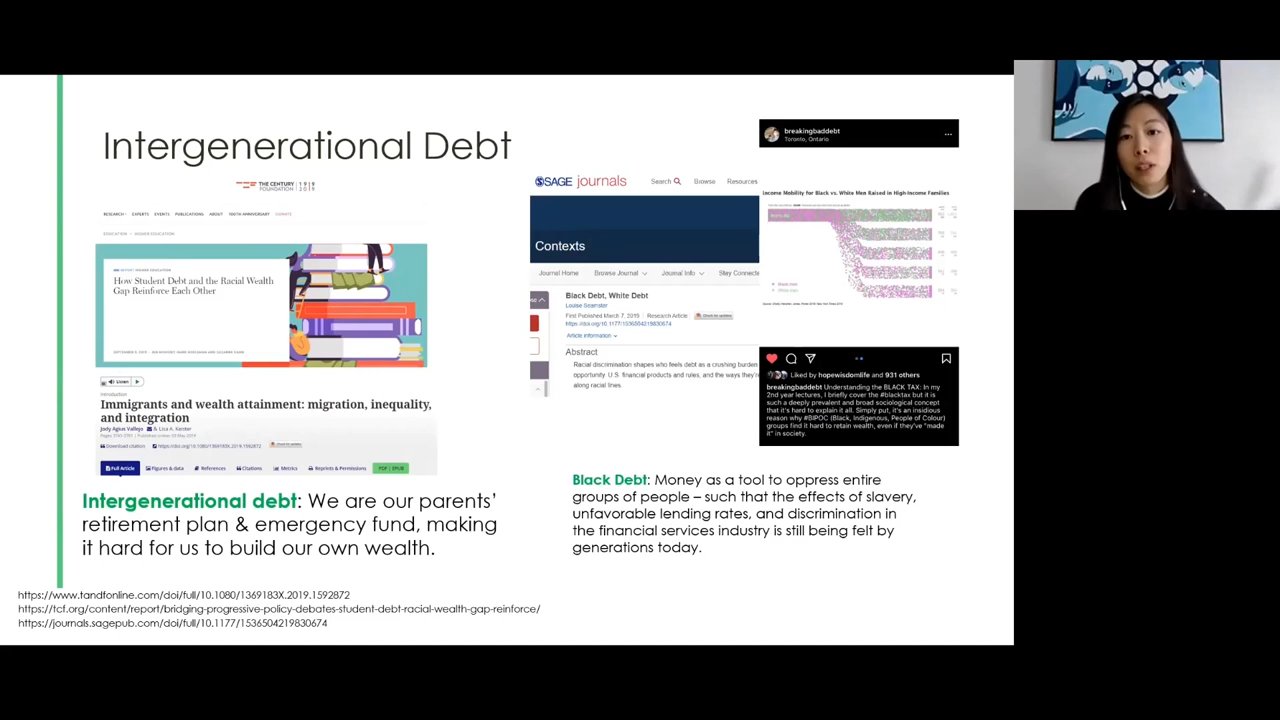 Intergenerational Debt
THE CENTURY
FOUNDATION
1919
2019
RESEARCH EXPERTS EVENTS PUBLICATIONS ABOUT 100TH ANNIVERSARY DONATE
EDUCATION HIGHER EDUCATION
REPORT HIGHER EDUCATION
How Student Debt and the Racial Wealth
Gap Reinforce Each Other
Listen
Introduction
Immigrants and wealth attainment: migration, inequality,
and integration
Jody Agius Vallejo & Lisa A. Keister
Download citation https://doi.org/10.1080/1369183X.2019.1592872 Check for updates
Full Article Figures & data References Citations Metrics Reprints & Permissions PDF | EPUB
Intergenerational debt: We are our parents’
retirement plan & emergency fund, making
it hard for us to build our own wealth.
SAGE journals Search Browse Resources
Contexts
Journal Home Browse Journal Journal Info Stay Connecte
Black Debt, White Debt
Louise Seamster
First Published March 7, 2019 Research Article Check for updates
https://doi.org/10.1177/1536504219830674
Article information
Abstract
Racial discrimination shapes who feels debt as a crushing burden
opportunity. U.S. financial products and rules, and the ways they'r
along racial lines.
breakingbaddebt
Toronto, Ontario
Income Mobility for Black vs. White Men Raised in High-Income Families
Liked by hopewisdomlife and 931 others
breakingbaddebt Understanding the BLACK TAX: In my
2nd year lectures, I briefly cover the #blacktax but it is
such a deeply prevalent and broad sociological concept
that it's hard to explain it all. Simply put, it's an insidious
reason why #BIPOC (Black, Indigenous, People of Colour)
groups find it hard to retain wealth, even if they've "made
it" in society.
Black Debt: Money as a tool to oppress entire
groups of people – such that the effects of slavery,
unfavorable lending rates, and discrimination in
the financial services industry is still being felt by
generations today.
https://www.tandfonline.com/doi/full/10.1080/1369183X.2019.1592872
https://tcf.org/content/report/bridging-progressive-policy-debates-student-debt-racial-wealth-gap-reinforce/
https://journals.sagepub.com/doi/full/10.1177/1536504219830674